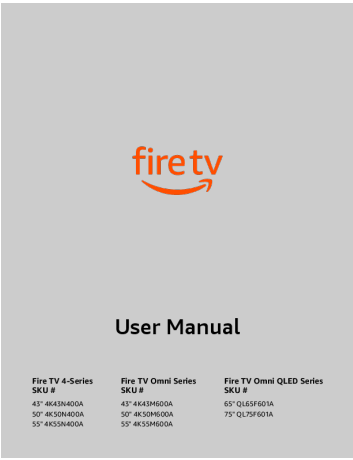 fire tv
User Manual
Fire TV 4-Series
SKU #
43" 4K43N400A
50" 4K50N400A
55" 4K55N400A
Fire TV Omni Series
SKU #
43" 4K43M600A
50" 4K50M600A
55" 4K55M600A
Fire TV Omni QLED Series
SKU #
65" QL65F601A
75" QL75F601A